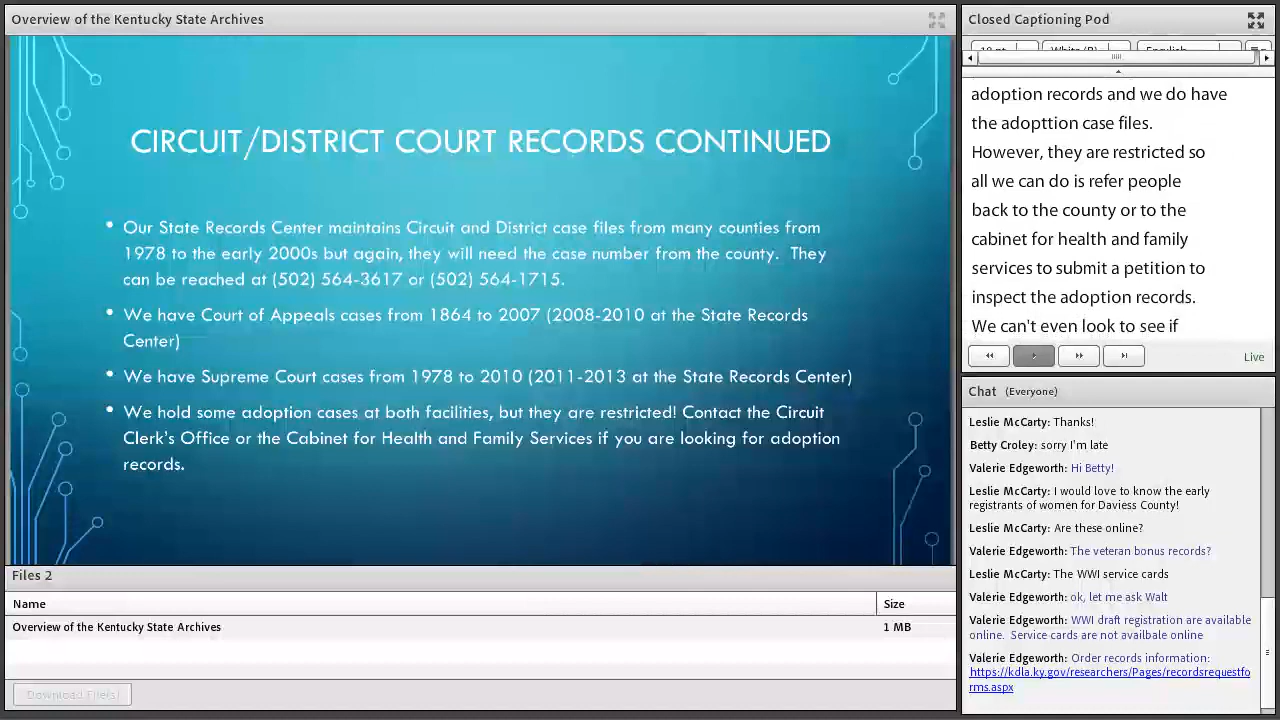 Overview of the Kentucky State Archives
CIRCUIT/DISTRICT COURT RECORDS CONTINUED
• Our State Records Center maintains Circuit and District case files from many counties from
1978 to the early 2000s but again, they will need the case number from the county. They
can be reached at (502) 564-3617 or (502) 564-1715.
• We have Court of Appeals cases from 1864 to 2007 (2008-2010 at the State Records
Center)
• We have Supreme Court cases from 1978 to 2010 (2011-2013 at the State Records Center)
• We hold some adoption cases at both facilities, but they are restricted! Contact the Circuit
Clerk's Office or the Cabinet for Health and Family Services if you are looking for adoption
records.
Files 2
Name Size
Overview of the Kentucky State Archives 1 MB
Download File(s)
Closed Captioning Pod
adoption records and we do have
the adopttion case files.
However, they are restricted so
all we can do is refer people
back to the county or to the
cabinet for health and family
services to submit a petition to
inspect the adoption records.
We can't even look to see if
Live
Chat (Everyone)
Leslie McCarty: Thanks!
Betty Croley: sorry I'm late
Valerie Edgeworth: Hi Betty!
Leslie McCarty: I would love to know the early
registrants of women for Daviess County!
Leslie McCarty: Are these online?
Valerie Edgeworth: The veteran bonus records?
Leslie McCarty: The WWI service cards
Valerie Edgeworth: ok, let me ask Walt
Valerie Edgeworth: WWI draft registration are available
online. Service cards are not availbale online
Valerie Edgeworth: Order records information:
https://kdla.ky.gov/researchers/Pages/recordsrequestfo
rms.aspx